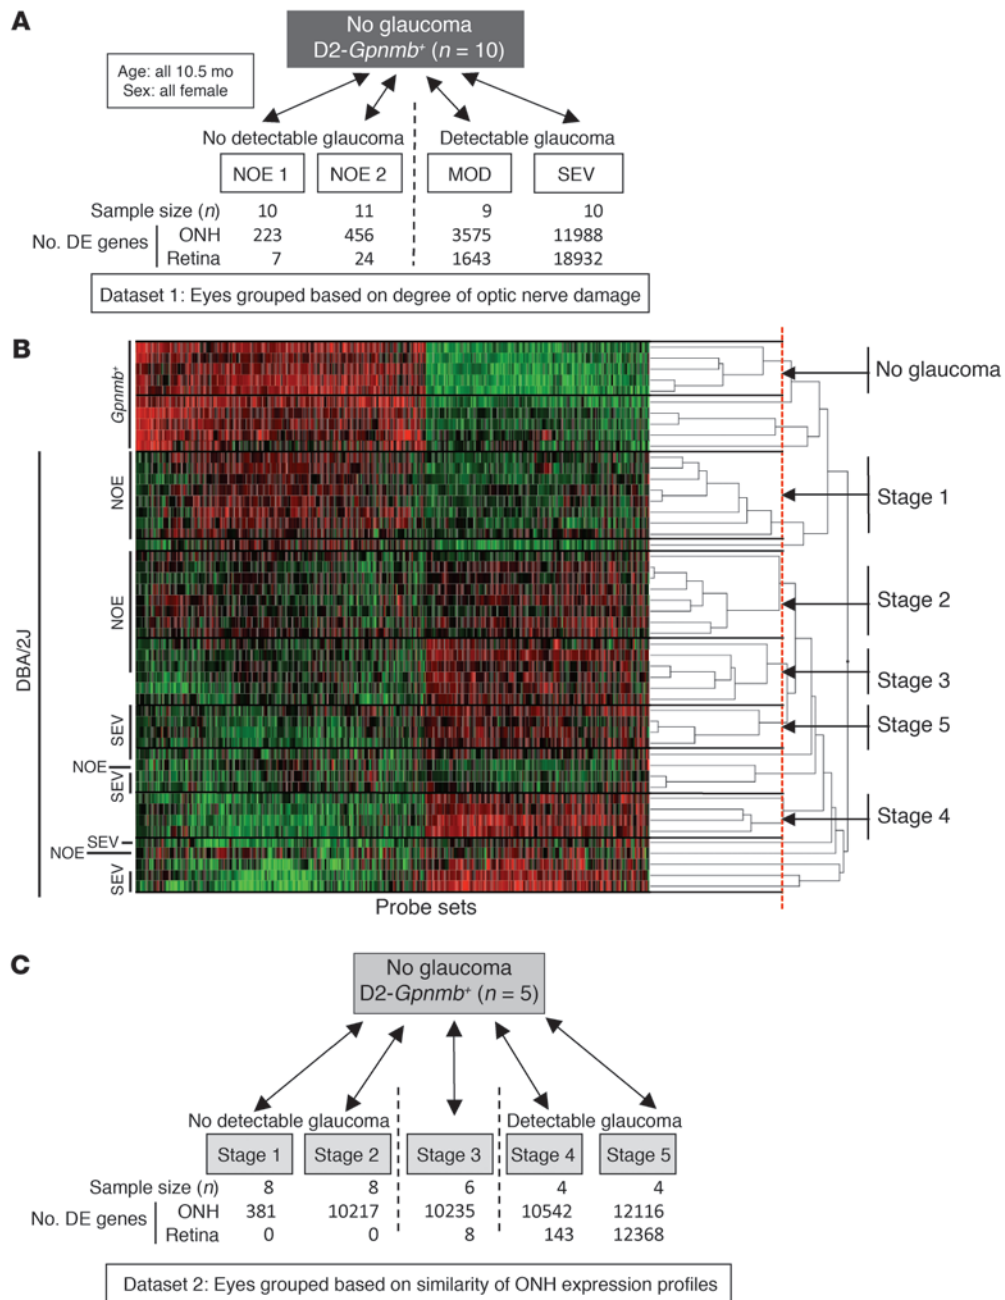 A
No glaucoma
D2-Gpnmb⁺ (n = 10)
Age: all 10.5 mo
Sex: all female
No detectable glaucoma
Detectable glaucoma
NOE 1 NOE 2 MOD SEV
Sample size (n) 10 11 9 10
No. DE genes
ONH 223 456 3575 11988
Retina 7 24 1643 18932
Dataset 1: Eyes grouped based on degree of optic nerve damage
B
Gpnmb⁺
DBA/2J
NOE
NOE
SEV
NOE
SEV
SEV
NOE
SEV
No glaucoma
Stage 1
Stage 2
Stage 3
Stage 5
Stage 4
Probe sets
C
No glaucoma
D2-Gpnmb⁺ (n = 5)
No detectable glaucoma
Detectable glaucoma
Stage 1 Stage 2 Stage 3 Stage 4 Stage 5
Sample size (n) 8 8 6 4 4
No. DE genes
ONH 381 10217 10235 10542 12116
Retina 0 0 8 143 12368
Dataset 2: Eyes grouped based on similarity of ONH expression profiles